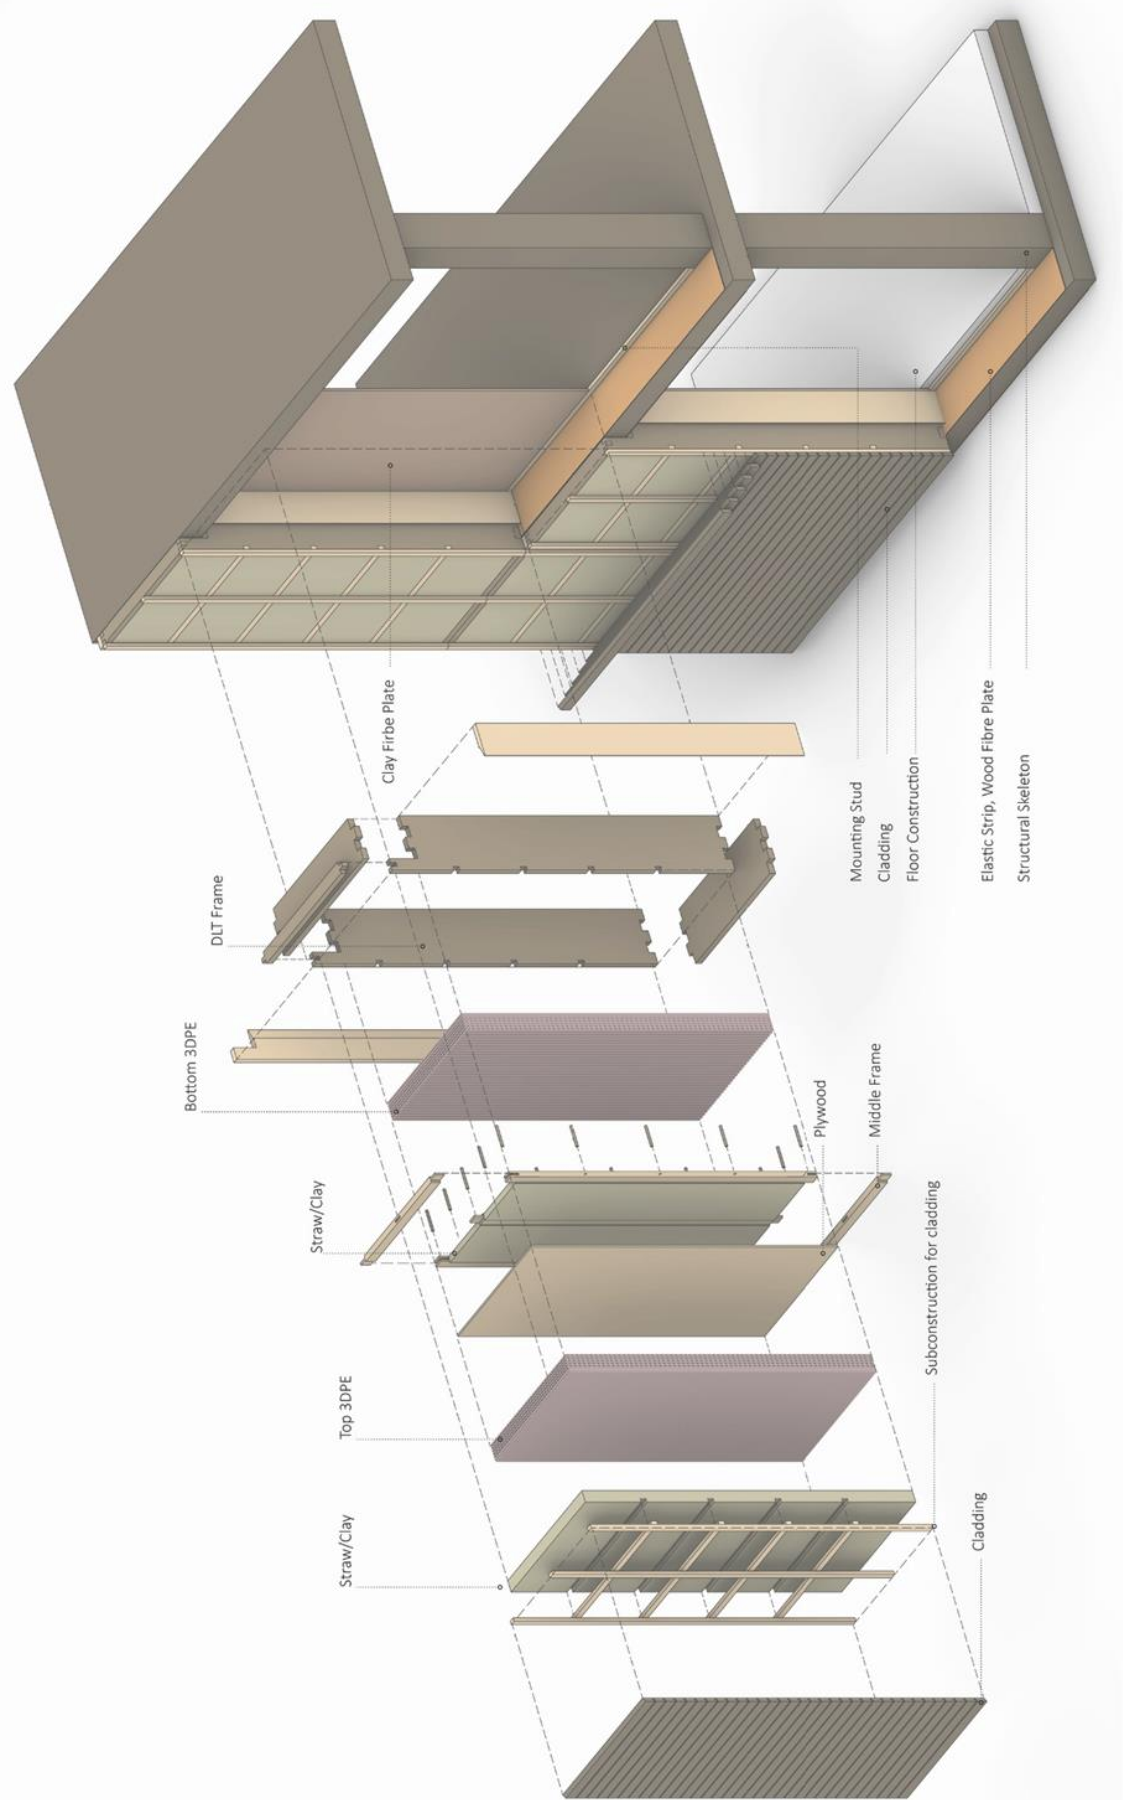 Clay Firbe Plate
DLT Frame
Bottom 3DPE
Straw/Clay
Top 3DPE
Straw/Clay
Mounting Stud
Cladding
Floor Construction
Elastic Strip, Wood Fibre Plate
Structural Skeleton
Plywood
Middle Frame
Subconstruction for cladding
Cladding